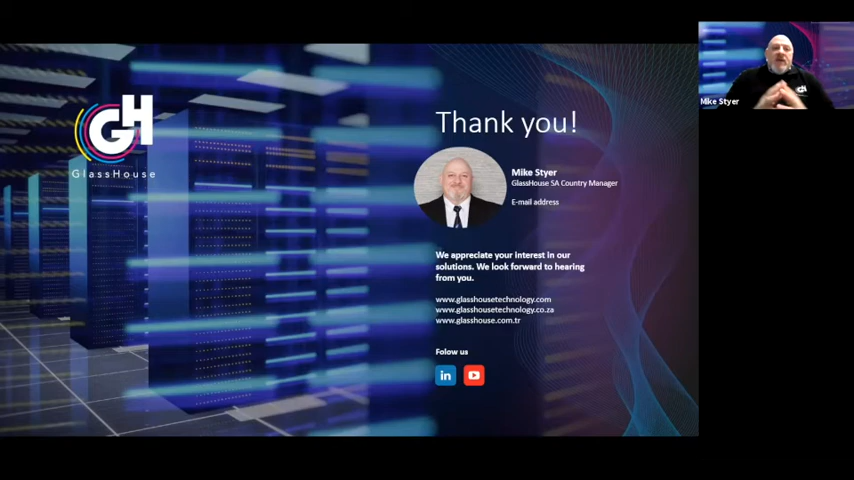 GH
GlassHouse
Thank you!
Mike Styer
GlassHouse SA Country Manager
E-mail address
We appreciate your interest in our
solutions. We look forward to hearing
from you.
www.glasshousetechnology.com
www.glasshousetechnology.co.za
www.glasshouse.com.tr
Folow us
in
Mike Styer
GH